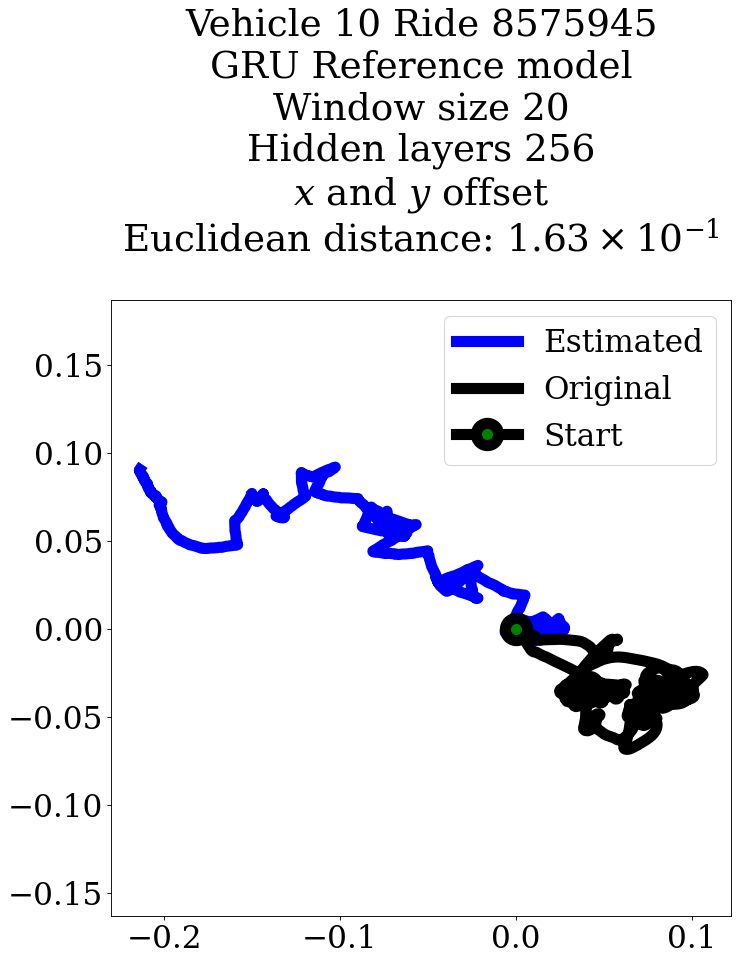 Vehicle 10 Ride 8575945
GRU Reference model
Window size 20
Hidden layers 256
x and y offset
Euclidean distance: 1.63 × 10⁻¹
Estimated
Original
Start
0.15
0.10
0.05
0.00
−0.05
−0.10
−0.15
−0.2
−0.1
0.0
0.1